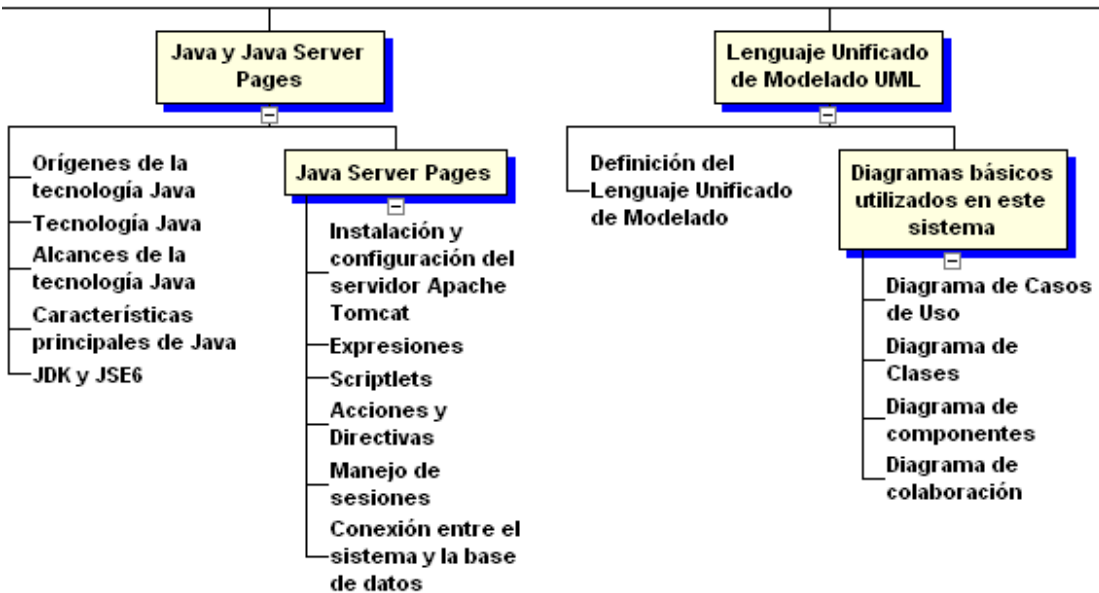 Java y Java Server
Pages
Orígenes de la
tecnología Java
Tecnología Java
Alcances de la
tecnología Java
Características
principales de Java
JDK y JSE6
Java Server Pages
Instalación y
configuración del
servidor Apache
Tomcat
Expresiones
Scriptlets
Acciones y
Directivas
Manejo de
sesiones
Conexión entre el
sistema y la base
de datos
Lenguaje Unificado
de Modelado UML
Definición del
Lenguaje Unificado
de Modelado
Diagramas básicos
utilizados en este
sistema
Diagrama de Casos
de Uso
Diagrama de
Clases
Diagrama de
componentes
Diagrama de
colaboración